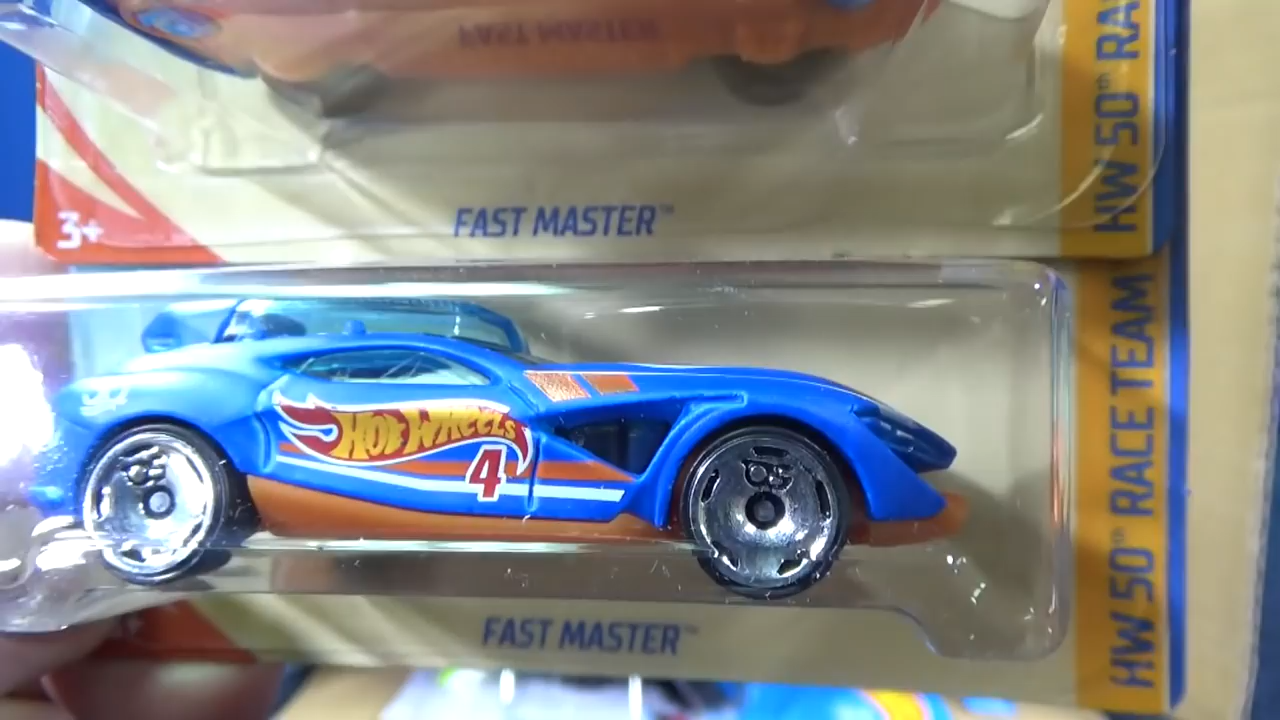 FAST MASTER™
3+
HW 50th RA
HOT WHEELS
4
FAST MASTER™
HW 50th RACE TEAM